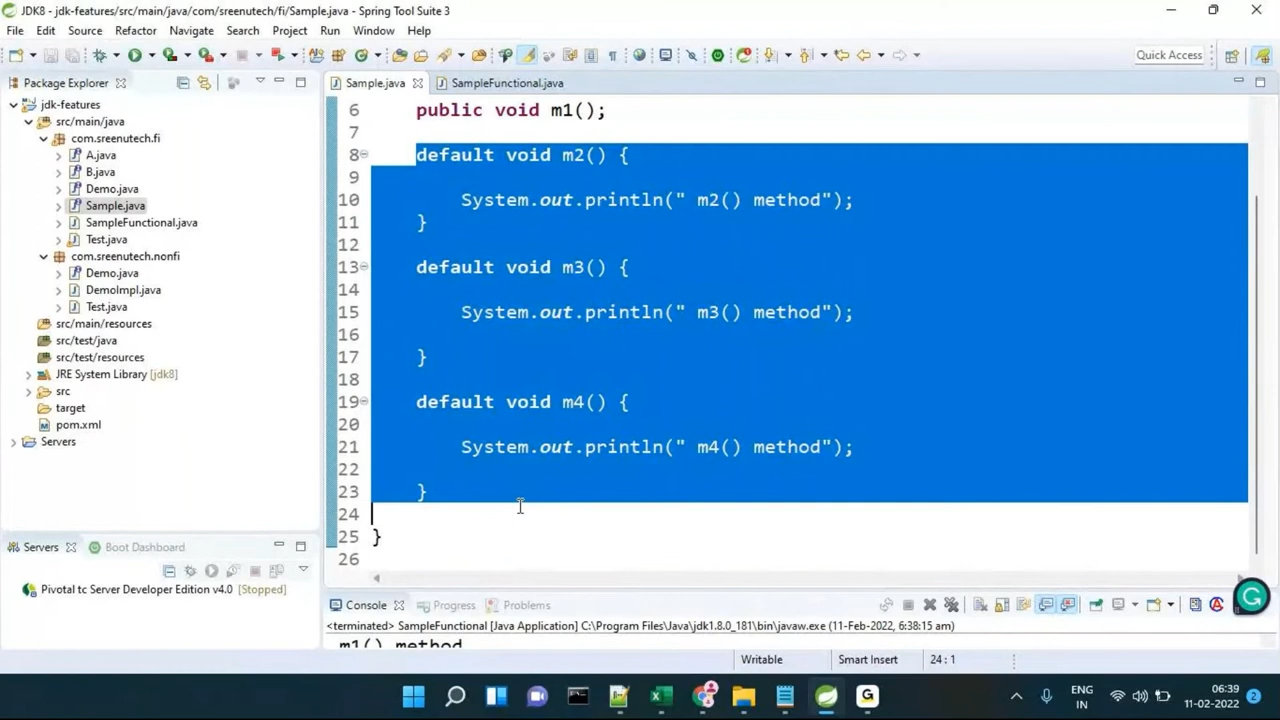 JDK8 - jdk-features/src/main/java/com/sreenutech/fi/Sample.java - Spring Tool Suite 3
File Edit Source Refactor Navigate Search Project Run Window Help
Quick Access
Package Explorer
jdk-features
src/main/java
com.sreenutech.fi
A.java
B.java
Demo.java
Sample.java
SampleFunctional.java
Test.java
com.sreenutech.nonfi
Demo.java
DemoImpl.java
Test.java
src/main/resources
src/test/java
src/test/resources
JRE System Library [jdk8]
src
target
pom.xml
Servers
Servers Boot Dashboard
Pivotal tc Server Developer Edition v4.0 [Stopped]
Sample.java SampleFunctional.java
6 public void m1();
7
8 default void m2() {
9
10 System.out.println(" m2() method");
11 }
12
13 default void m3() {
14
15 System.out.println(" m3() method");
16
17 }
18
19 default void m4() {
20
21 System.out.println(" m4() method");
22
23 }
24
25 }
26
Console Progress Problems
<terminated> SampleFunctional [Java Application] C:\Program Files\Java\jdk1.8.0_181\bin\javaw.exe (11-Feb-2022, 6:38:15 am)
m1() method
Writable Smart Insert 24 : 1
ENG
IN
06:39
11-02-2022
2